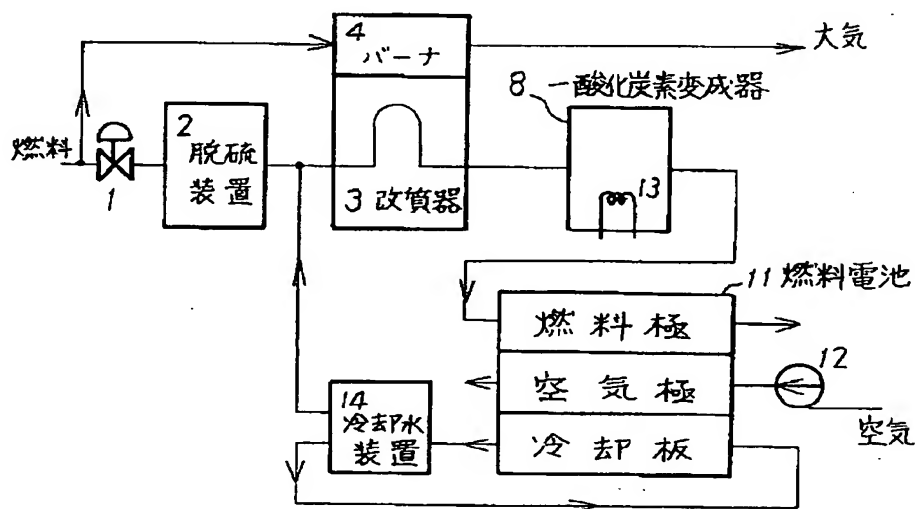 4
バーナ
大気
8 一酸化炭素変成器
2
脱硫
装置
燃料
1
3 改質器
13
11 燃料電池
燃料極
空気極
冷却板
12
空気
14
冷却水
装置